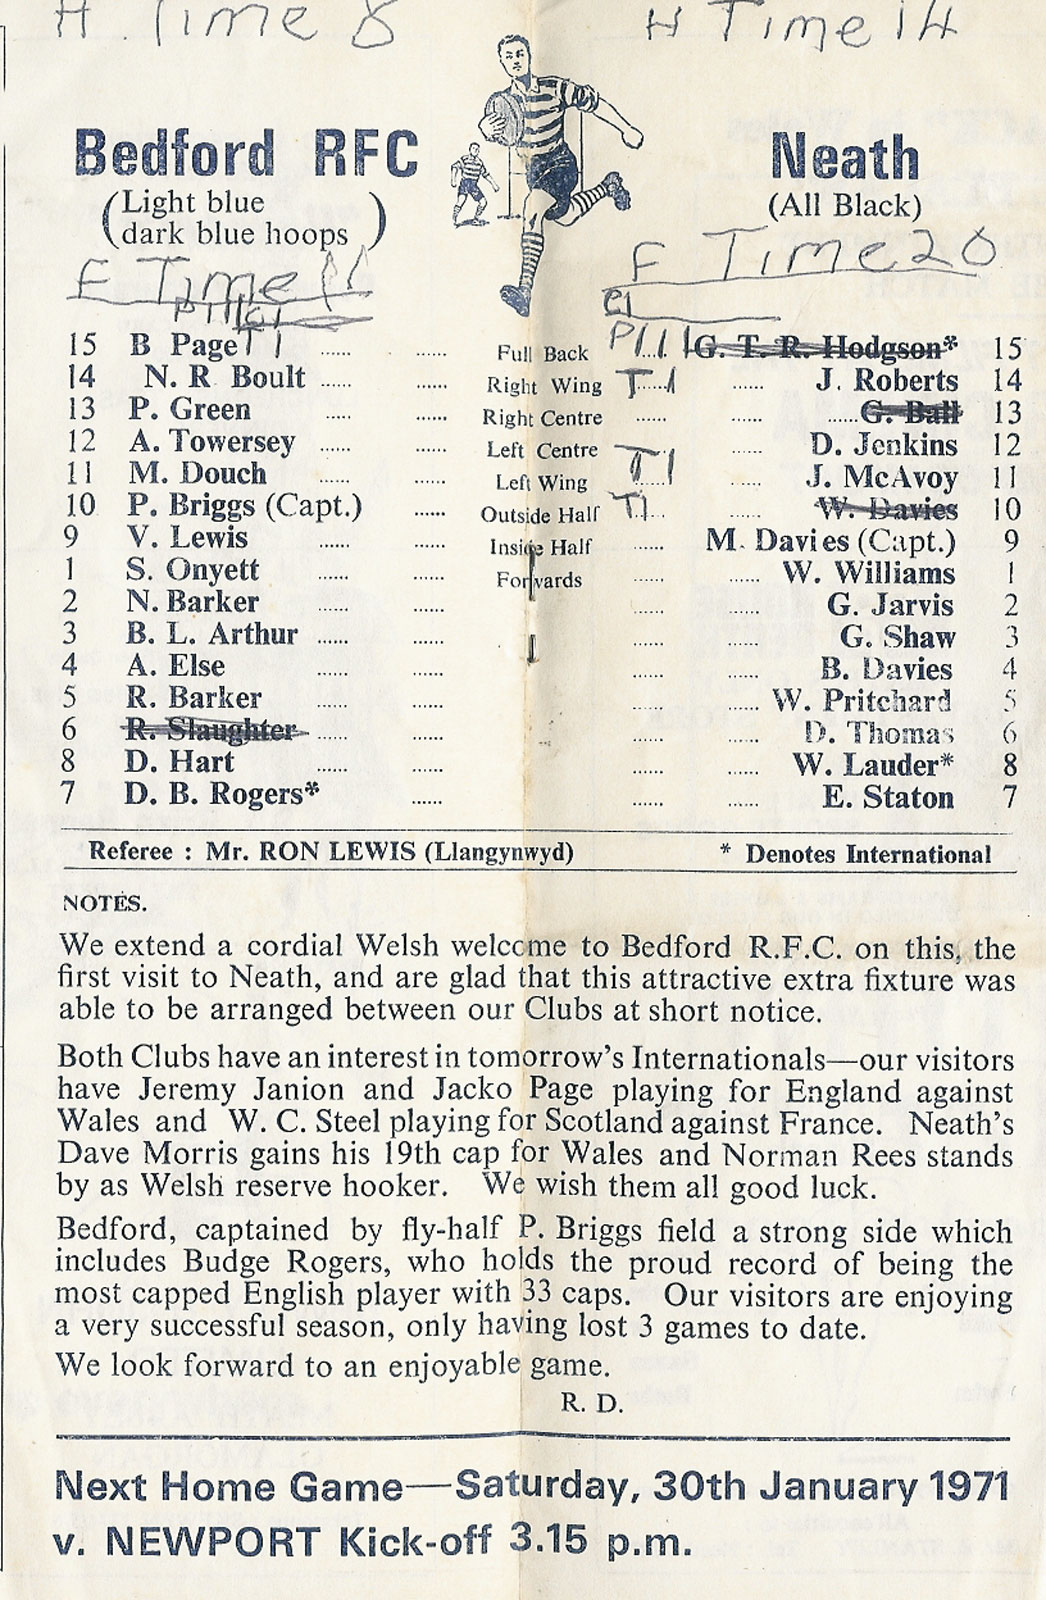 H Time 8
H Time 14
Bedford RFC
Neath
(Light blue
dark blue hoops)
(All Black)
F Time 11
F Time 20
15 B Page T1 ...... ...... Full Back P111 G. T. R. Hodgson* 15
14 N. R Boult ...... ...... Right Wing T 1 ...... J. Roberts 14
13 P. Green ...... ...... Right Centre ...... ...... G. Ball 13
12 A. Towersey ...... ...... Left Centre ...... D. Jenkins 12
11 M. Douch ...... ...... Left Wing T1 ...... J. McAvoy 11
10 P. Briggs (Capt.) ...... Outside Half T1 ...... W. Davies 10
9 V. Lewis ...... ...... Inside Half ...... M. Davies (Capt.) 9
1 S. Onyett ...... ...... Forwards ...... ...... W. Williams 1
2 N. Barker ...... ...... ...... ...... G. Jarvis 2
3 B. L. Arthur ...... ...... ...... ...... G. Shaw 3
4 A. Else ...... ...... ...... ...... B. Davies 4
5 R. Barker ...... ...... ...... ...... W. Pritchard 5
6 R. Slaughter ...... ...... ...... D. Thomas 6
8 D. Hart ...... ...... ...... ...... W. Lauder* 8
7 D. B. Rogers* ...... ...... ...... E. Staton 7
Referee : Mr. RON LEWIS (Llangynwyd) * Denotes International
NOTES.
We extend a cordial Welsh welcome to Bedford R.F.C. on this, the
first visit to Neath, and are glad that this attractive extra fixture was
able to be arranged between our Clubs at short notice.
Both Clubs have an interest in tomorrow's Internationals—our visitors
have Jeremy Janion and Jacko Page playing for England against
Wales and W. C. Steel playing for Scotland against France. Neath's
Dave Morris gains his 19th cap for Wales and Norman Rees stands
by as Welsh reserve hooker. We wish them all good luck.
Bedford, captained by fly-half P. Briggs field a strong side which
includes Budge Rogers, who holds the proud record of being the
most capped English player with 33 caps. Our visitors are enjoying
a very successful season, only having lost 3 games to date.
We look forward to an enjoyable game.
R. D.
Next Home Game—Saturday, 30th January 1971
v. NEWPORT Kick-off 3.15 p.m.